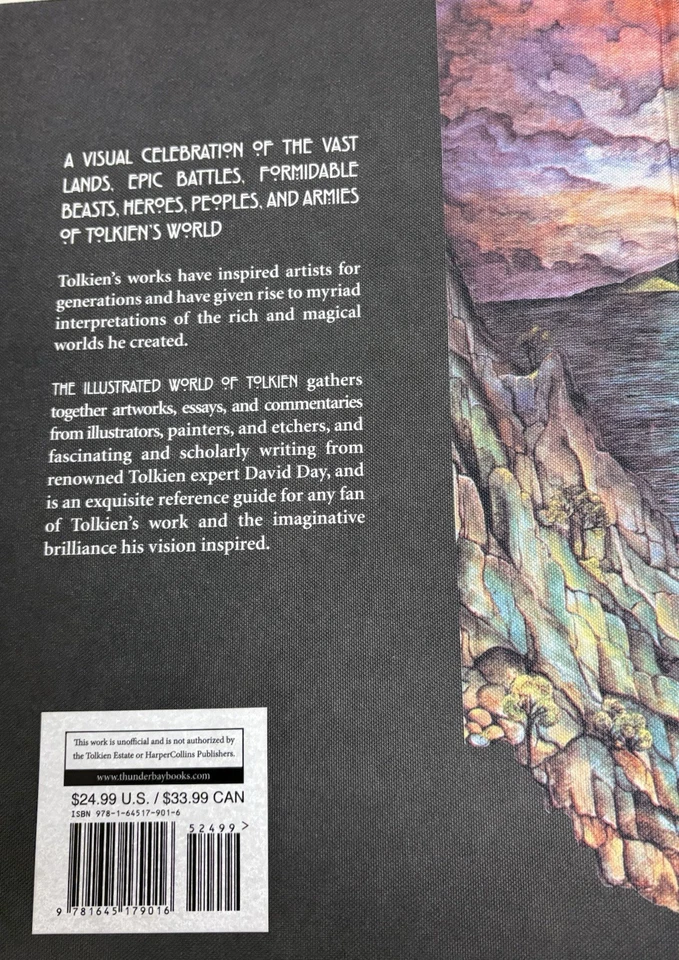 A VISUAL CELEBRATION OF THE VAST
LANDS, EPIC BATTLES, FORMIDABLE
BEASTS, HEROES, PEOPLES, AND ARMIES
OF TOLKIEN'S WORLD
Tolkien's works have inspired artists for
generations and have given rise to myriad
interpretations of the rich and magical
worlds he created.
THE ILLUSTRATED WORLD OF TOLKIEN gathers
together artworks, essays, and commentaries
from illustrators, painters, and etchers, and
fascinating and scholarly writing from
renowned Tolkien expert David Day, and
is an exquisite reference guide for any fan
of Tolkien's work and the imaginative
brilliance his vision inspired.
This work is unofficial and is not authorized by
the Tolkien Estate or HarperCollins Publishers.
www.thunderbaybooks.com
$24.99 U.S. / $33.99 CAN
ISBN 978-1-64517-901-6
52499>
9 781645 179016